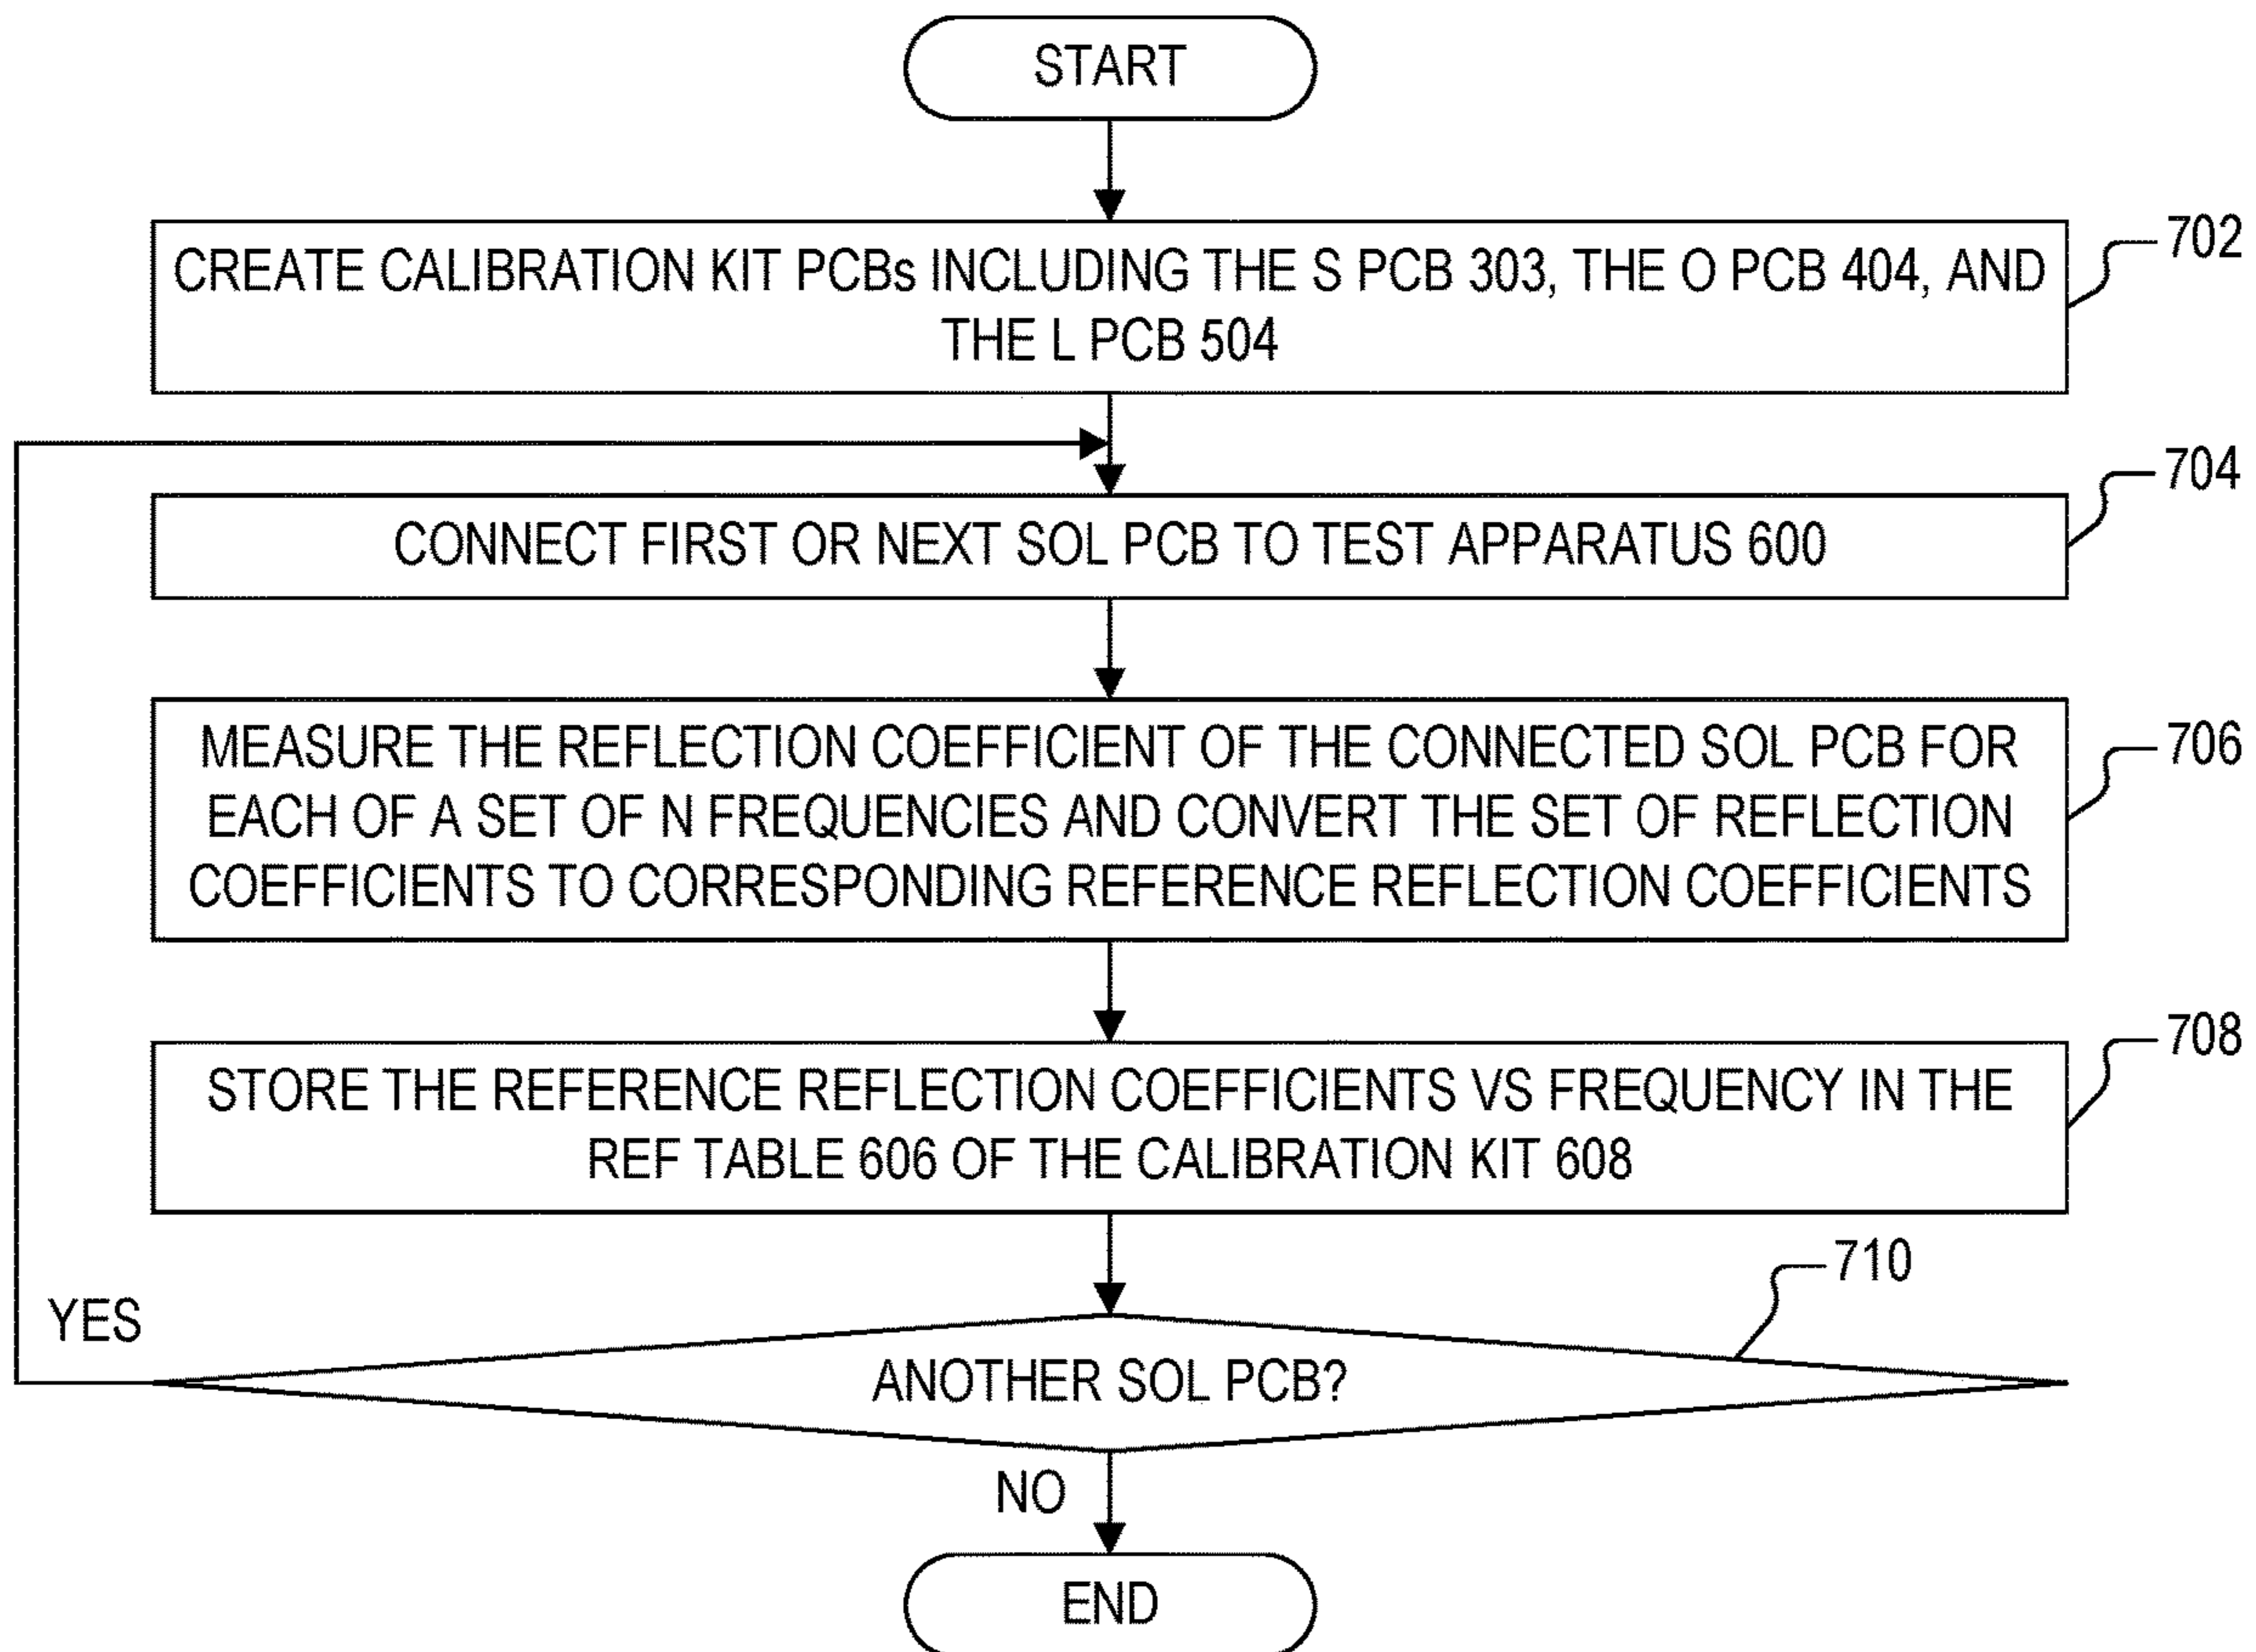 START
CREATE CALIBRATION KIT PCBs INCLUDING THE S PCB 303, THE O PCB 404, AND
THE L PCB 504
702
CONNECT FIRST OR NEXT SOL PCB TO TEST APPARATUS 600
704
MEASURE THE REFLECTION COEFFICIENT OF THE CONNECTED SOL PCB FOR
EACH OF A SET OF N FREQUENCIES AND CONVERT THE SET OF REFLECTION
COEFFICIENTS TO CORRESPONDING REFERENCE REFLECTION COEFFICIENTS
706
STORE THE REFERENCE REFLECTION COEFFICIENTS VS FREQUENCY IN THE
REF TABLE 606 OF THE CALIBRATION KIT 608
708
710
YES
ANOTHER SOL PCB?
NO
END